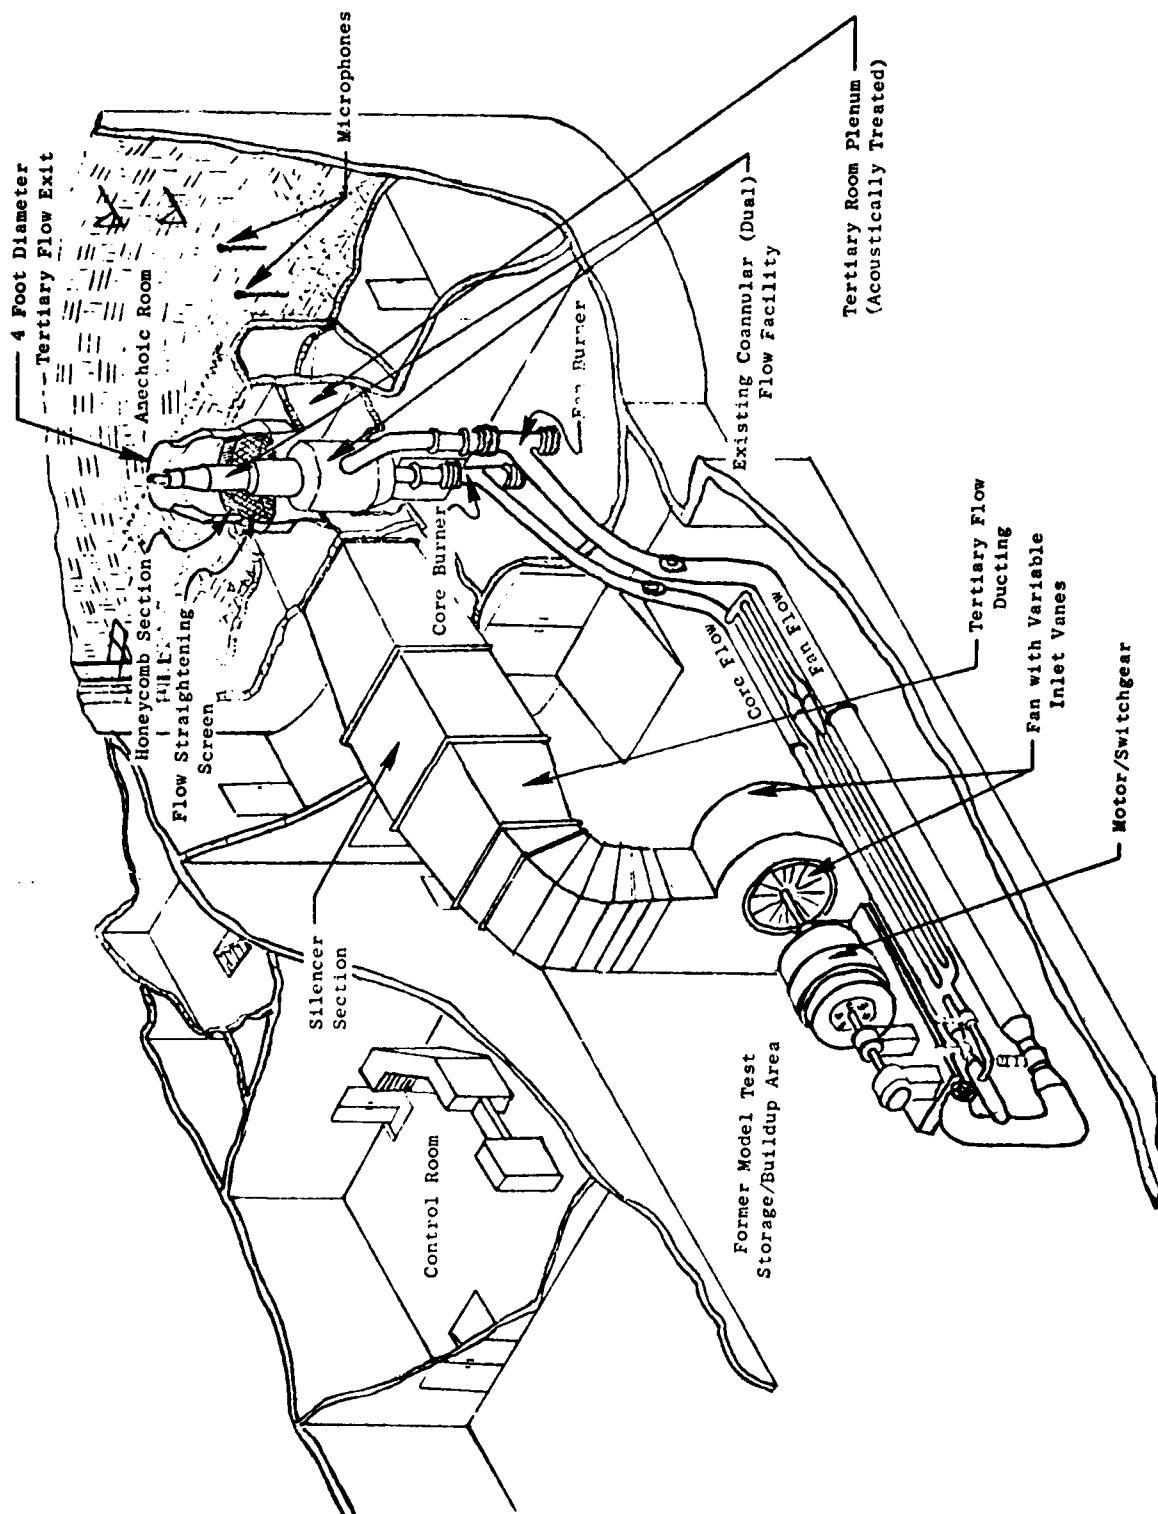 4 Foot Diameter
Tertiary Flow Exit
Anechoic Room
Microphones
Honeycomb Section
Flow Straightening
Screen
Silencer
Section
Control Room
Core Burner
Fan Burner
Core Flow
Fan Flow
Former Model Test
Storage/Buildup Area
Existing Coannular (Dual)
Flow Facility
Tertiary Room Plenum
(Acoustically Treated)
Tertiary Flow
Ducting
Fan with Variable
Inlet Vanes
Motor/Switchgear